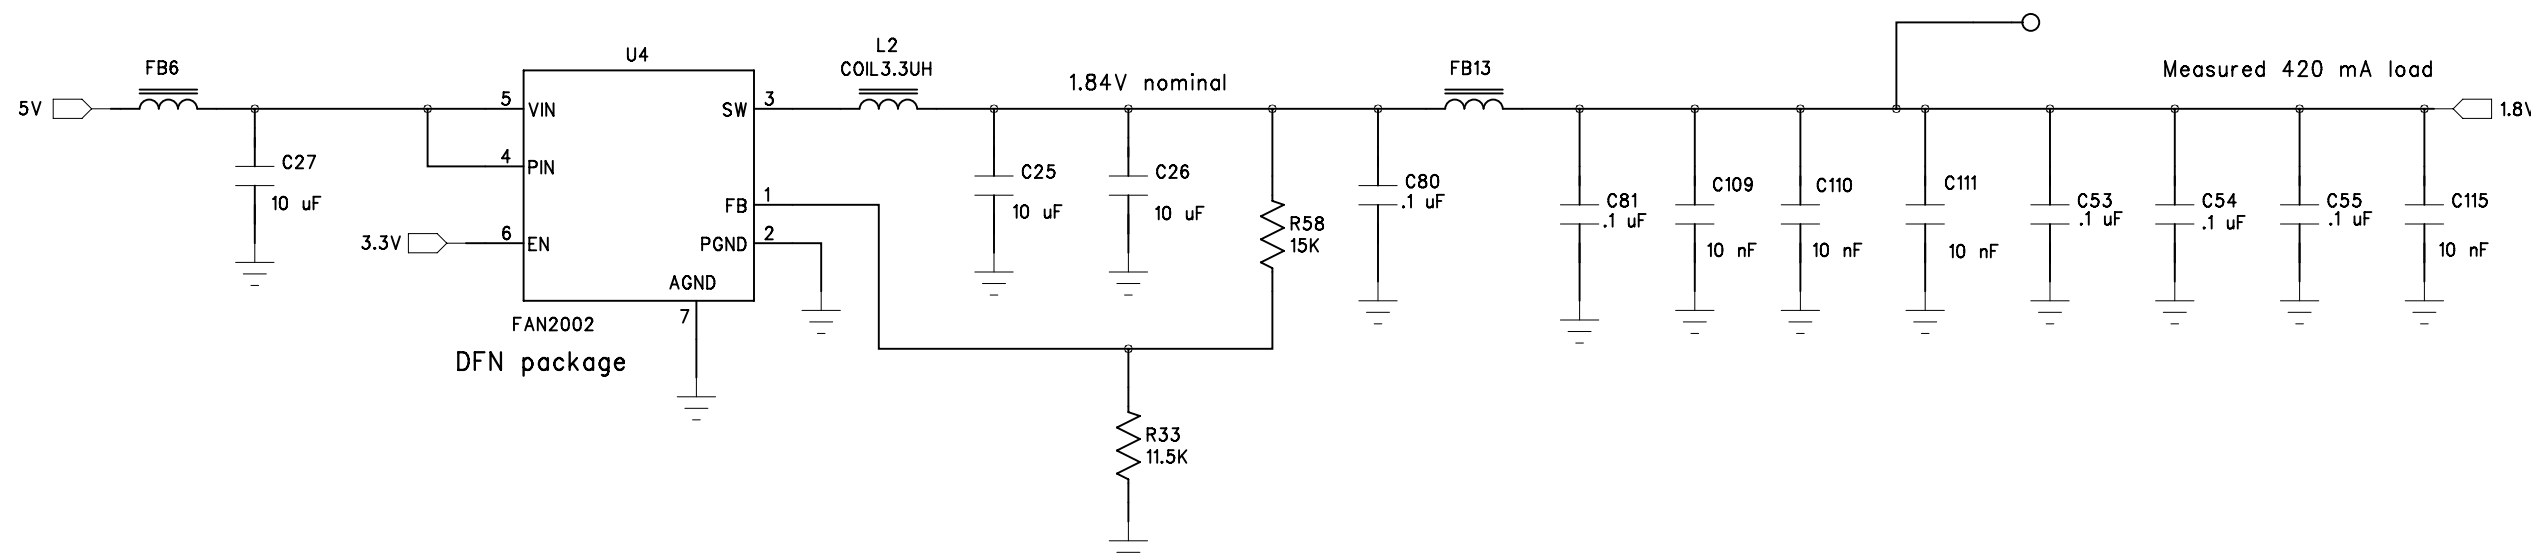 U4
L2
COIL3.3UH
FB6
FB13
1.84V nominal
Measured 420 mA load
5V
5
VIN
SW
3
1.8V
4
PIN
C27
10 uF
C25
10 uF
C26
10 uF
C80
.1 uF
C81
.1 uF
C109
10 nF
C110
10 nF
C111
10 nF
C53
.1 uF
C54
.1 uF
C55
.1 uF
C115
10 nF
FB
1
R58
15K
3.3V
6
EN
PGND
2
AGND
7
FAN2002
DFN package
R33
11.5K